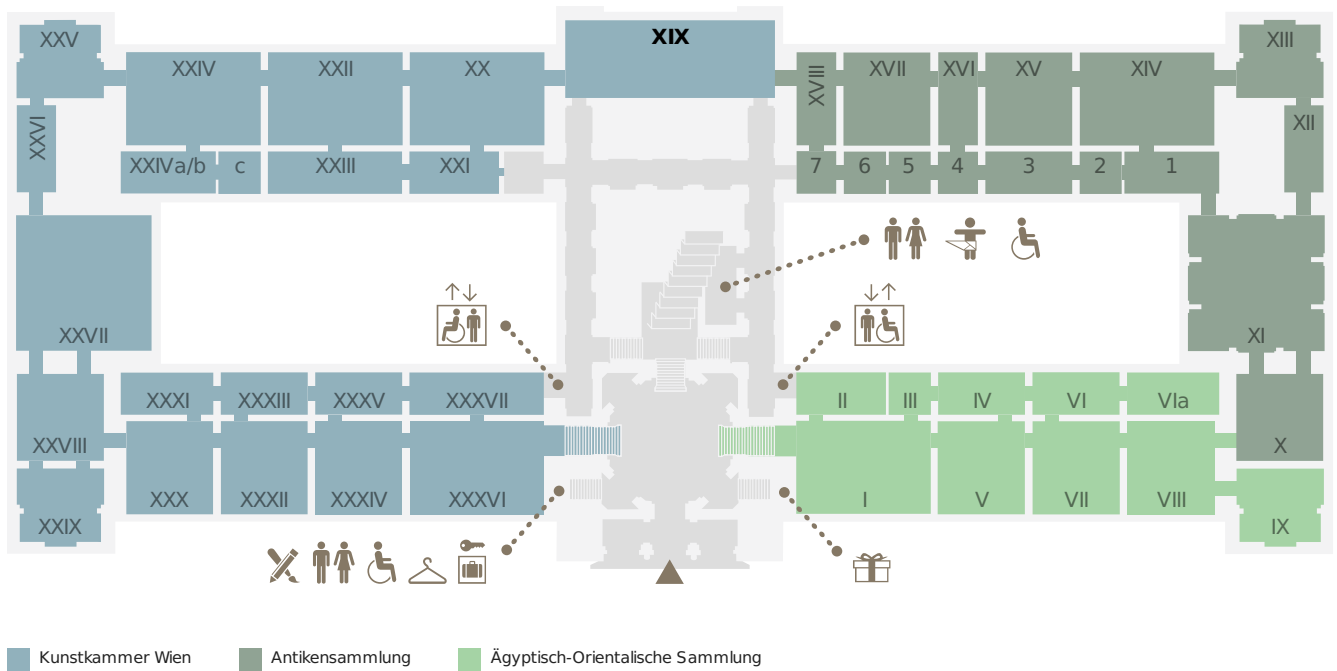 XXV XIX XIII
XXIV XXII XX XVIII XVII XVI XV XIV
XXVI XII
XXIVa/b c XXIII XXI 7 6 5 4 3 2 1
XXVII XI
XXXI XXXIII XXXV XXXVII II III IV VI VIa
XXVIII X
XXX XXXII XXXIV XXXVI I V VII VIII
XXIX IX
Kunstkammer Wien Antikensammlung Ägyptisch-Orientalische Sammlung